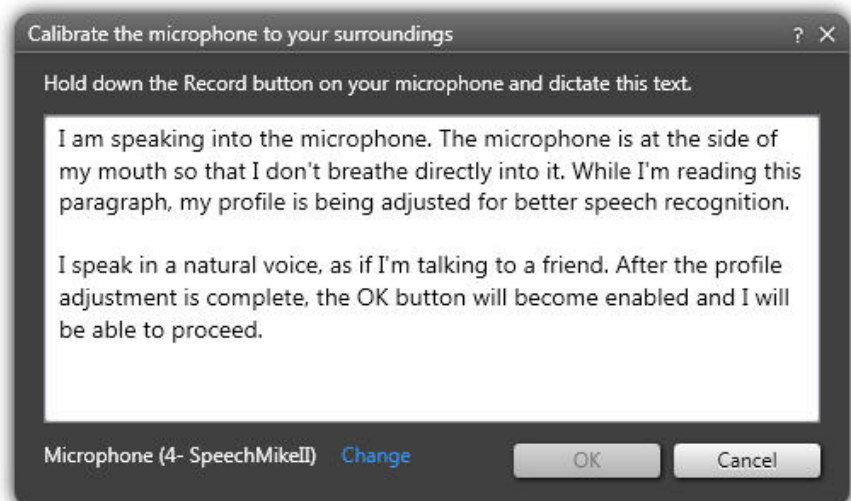 Calibrate the microphone to your surroundings
? X
Hold down the Record button on your microphone and dictate this text.
I am speaking into the microphone. The microphone is at the side of
my mouth so that I don't breathe directly into it. While I'm reading this
paragraph, my profile is being adjusted for better speech recognition.
I speak in a natural voice, as if I'm talking to a friend. After the profile
adjustment is complete, the OK button will become enabled and I will
be able to proceed.
Microphone (4- SpeechMikeII) Change OK Cancel